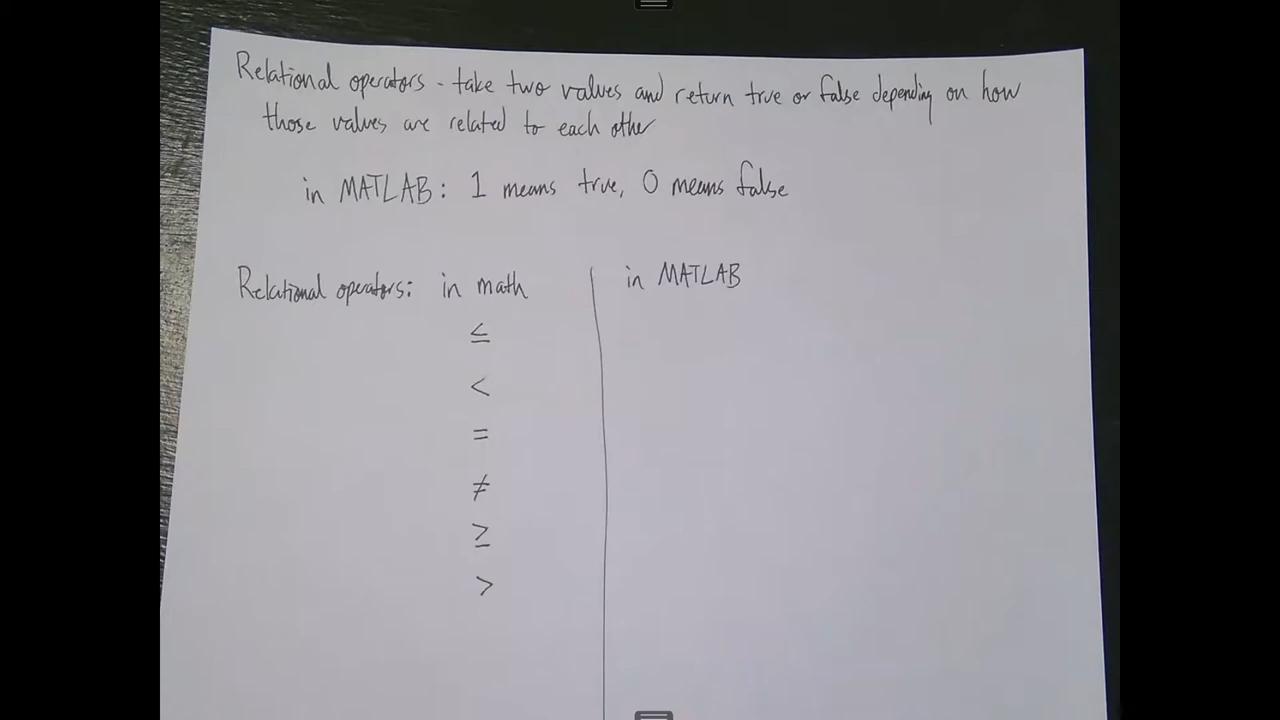 Relational operators - take two values and return true or false depending on how
those values are related to each other
in MATLAB: 1 means true, 0 means false
Relational operators: in math in MATLAB
≤
<
=
≠
≥
>